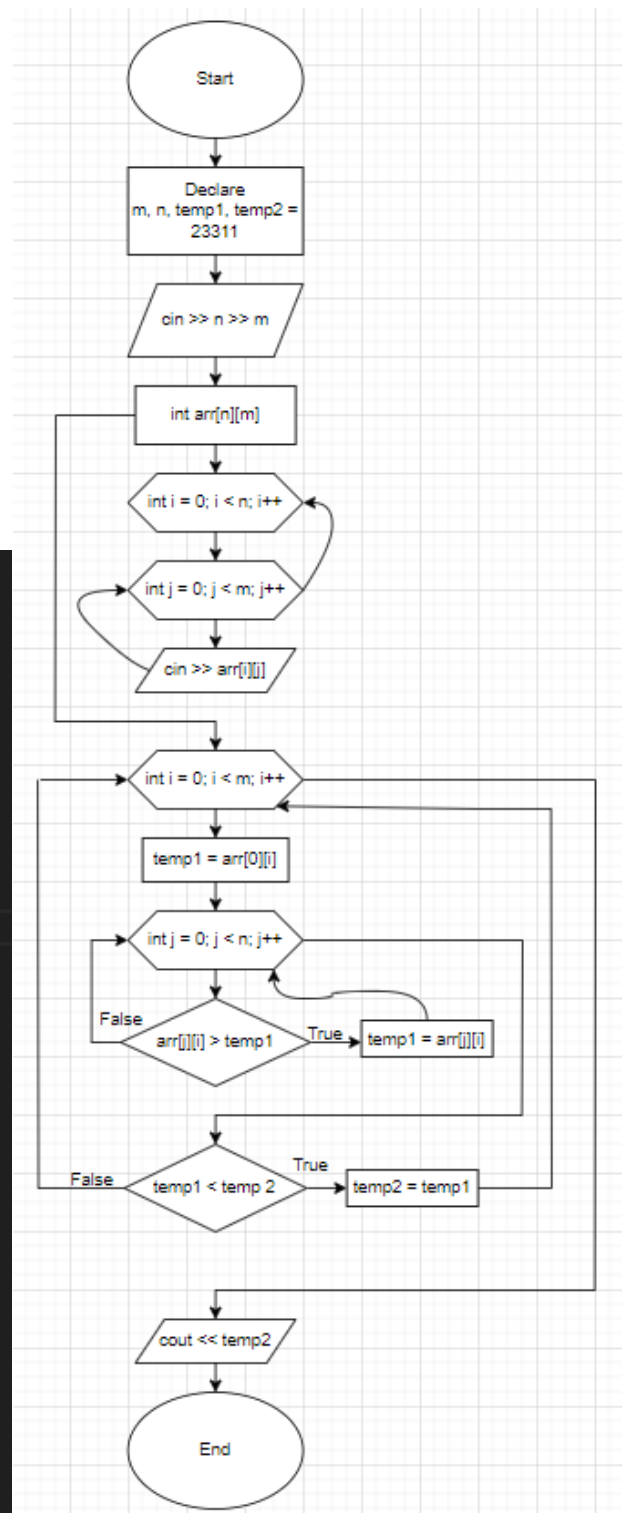 Start
Declare
m, n, temp1, temp2 =
23311
cin >> n >> m
int arr[n][m]
int i = 0; i < n; i++
int j = 0; j < m; j++
cin >> arr[i][j]
int i = 0; i < m; i++
temp1 = arr[0][i]
int j = 0; j < n; j++
False
arr[j][i] > temp1
True
temp1 = arr[j][i]
False
temp1 < temp 2
True
temp2 = temp1
cout << temp2
End